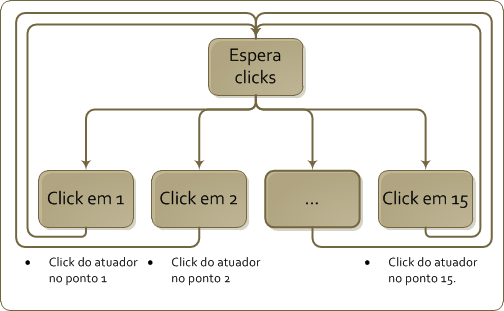 Espera
clicks
Click em 1
Click em 2
...
Click em 15
• Click do atuador
no ponto 1
• Click do atuador
no ponto 2
• Click do atuador
no ponto 15.